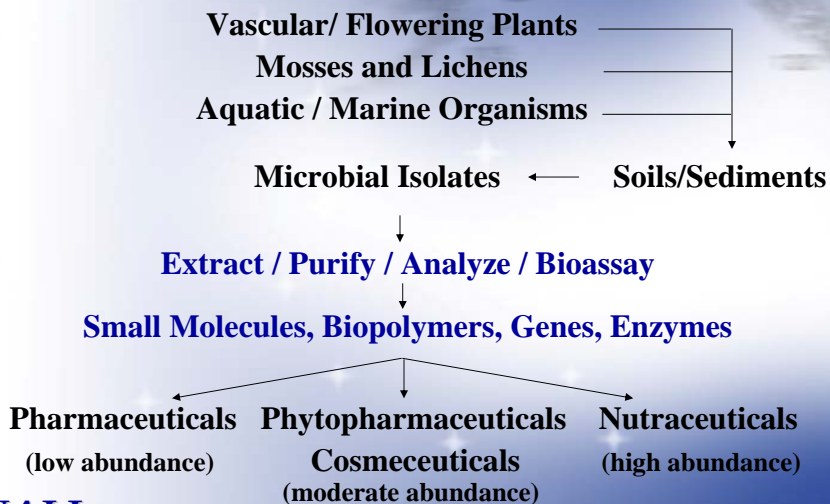 Vascular/ Flowering Plants
Mosses and Lichens
Aquatic / Marine Organisms
Microbial Isolates
Soils/Sediments
Extract / Purify / Analyze / Bioassay
Small Molecules, Biopolymers, Genes, Enzymes
Pharmaceuticals
(low abundance)
Phytopharmaceuticals
Cosmeceuticals
(moderate abundance)
Nutraceuticals
(high abundance)